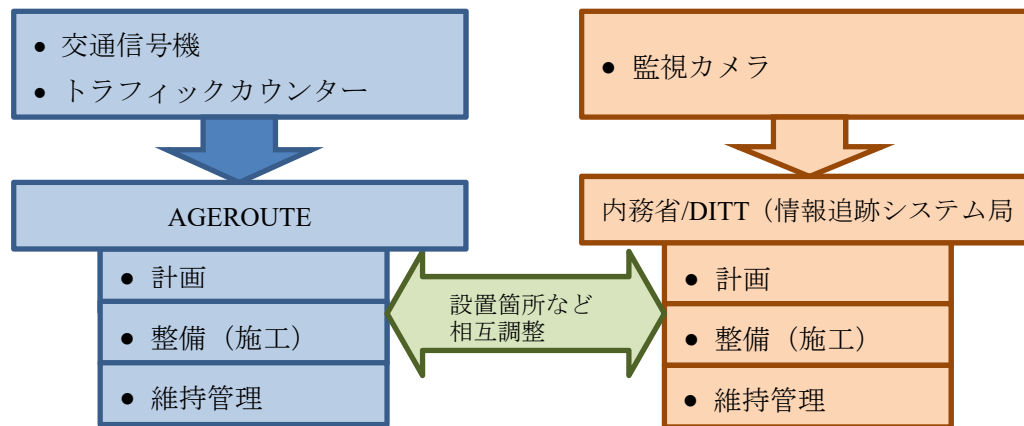 • 交通信号機
• トラフィックカウンター
AGEROUTE
• 計画
• 整備（施工）
• 維持管理
設置箇所など
相互調整
• 監視カメラ
内務省/DITT（情報追跡システム局
• 計画
• 整備（施工）
• 維持管理